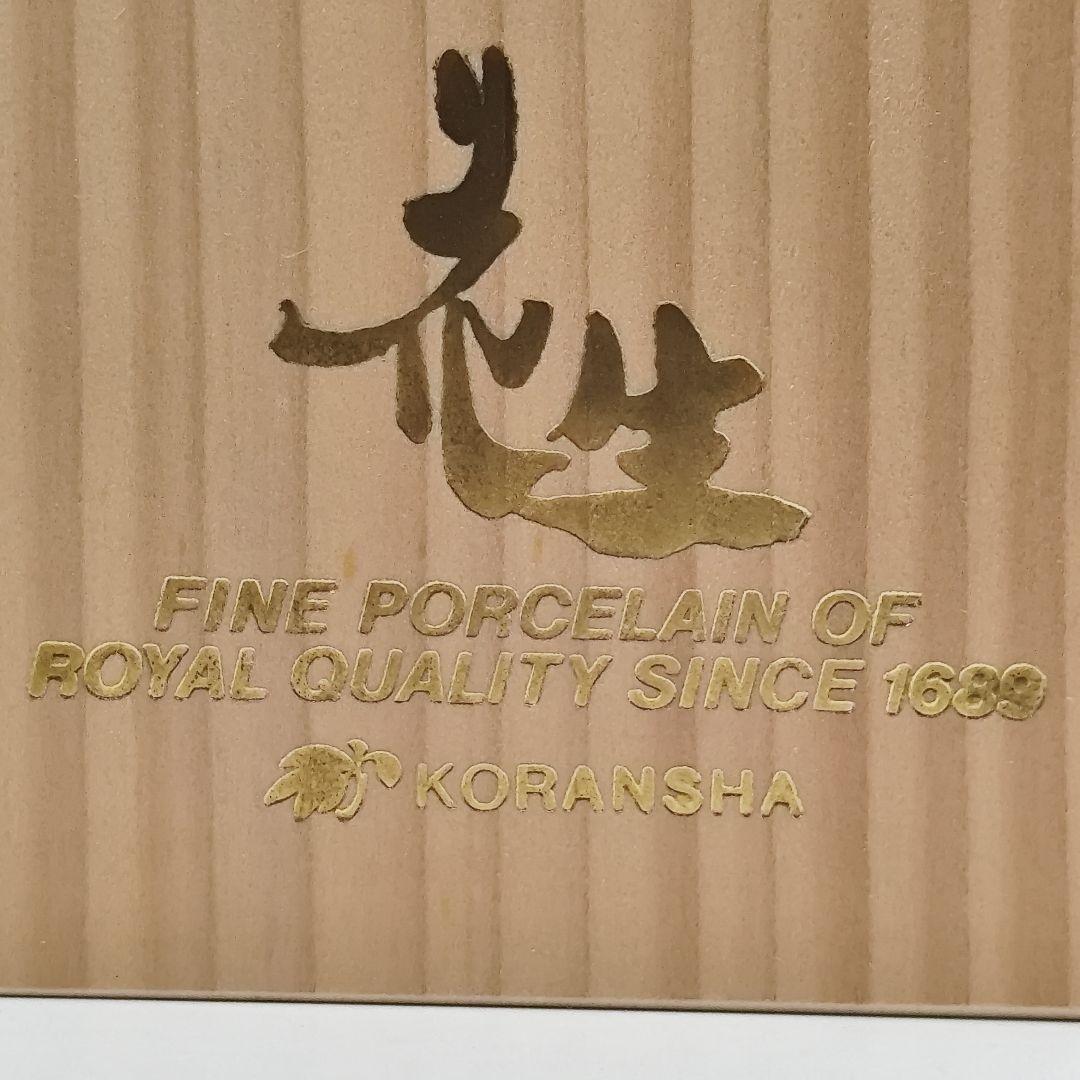 花生
FINE PORCELAIN OF
ROYAL QUALITY SINCE 1689
KORANSHA